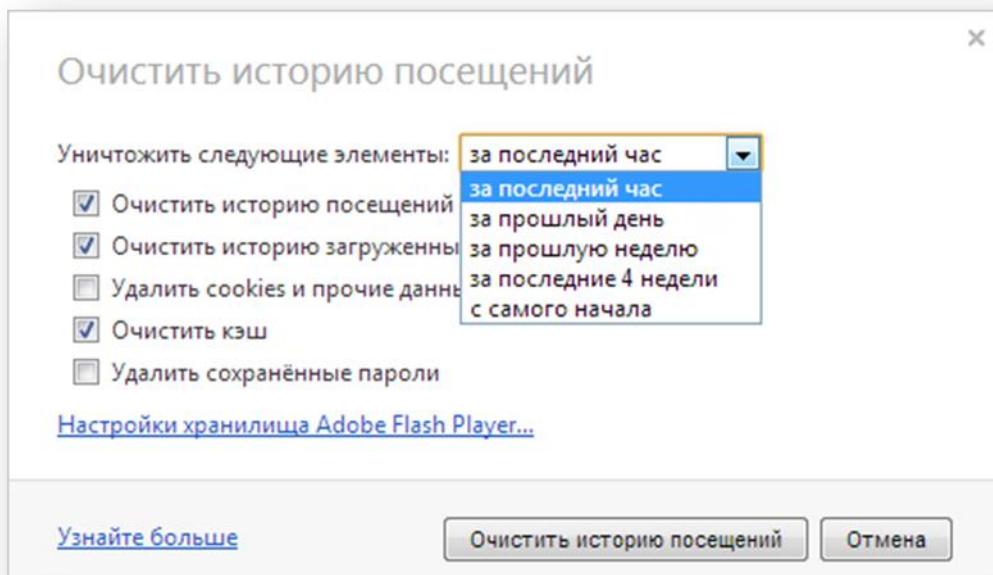 Очистить историю посещений
Уничтожить следующие элементы: за последний час
за последний час
Очистить историю посещений
за прошлый день
Очистить историю загруженны
за прошлую неделю
за последние 4 недели
Удалить cookies и прочие данн
с самого начала
Очистить кэш
Удалить сохранённые пароли
Настройки хранилища Adobe Flash Player...
Узнайте больше
Очистить историю посещений
Отмена